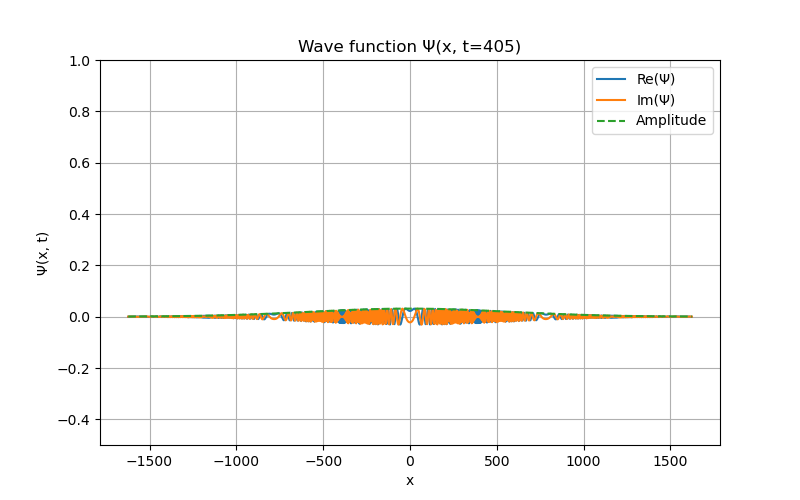 Wave function Ψ(x, t=405)
Ψ(x, t)
1.0
0.8
0.6
0.4
0.2
0.0
−0.2
−0.4
Re(Ψ)
Im(Ψ)
Amplitude
−1500 −1000 −500 0 500 1000 1500
x